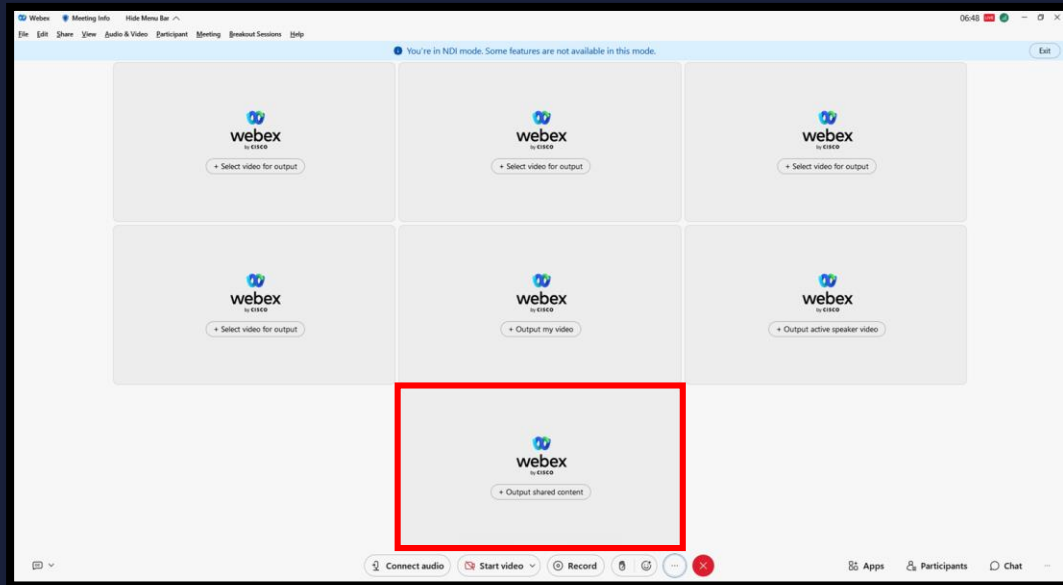 Webex Meeting Info Hide Menu Bar 06:48 LIVE
File Edit Share View Audio & Video Participant Meeting Breakout Sessions Help
You're in NDI mode. Some features are not available in this mode. Exit
webex webex webex
by CISCO by CISCO by CISCO
+ Select video for output + Select video for output + Select video for output
webex webex webex
by CISCO by CISCO by CISCO
+ Select video for output + Output my video + Output active speaker video
webex
by CISCO
+ Output shared content
Connect audio Start video Record Apps Participants Chat